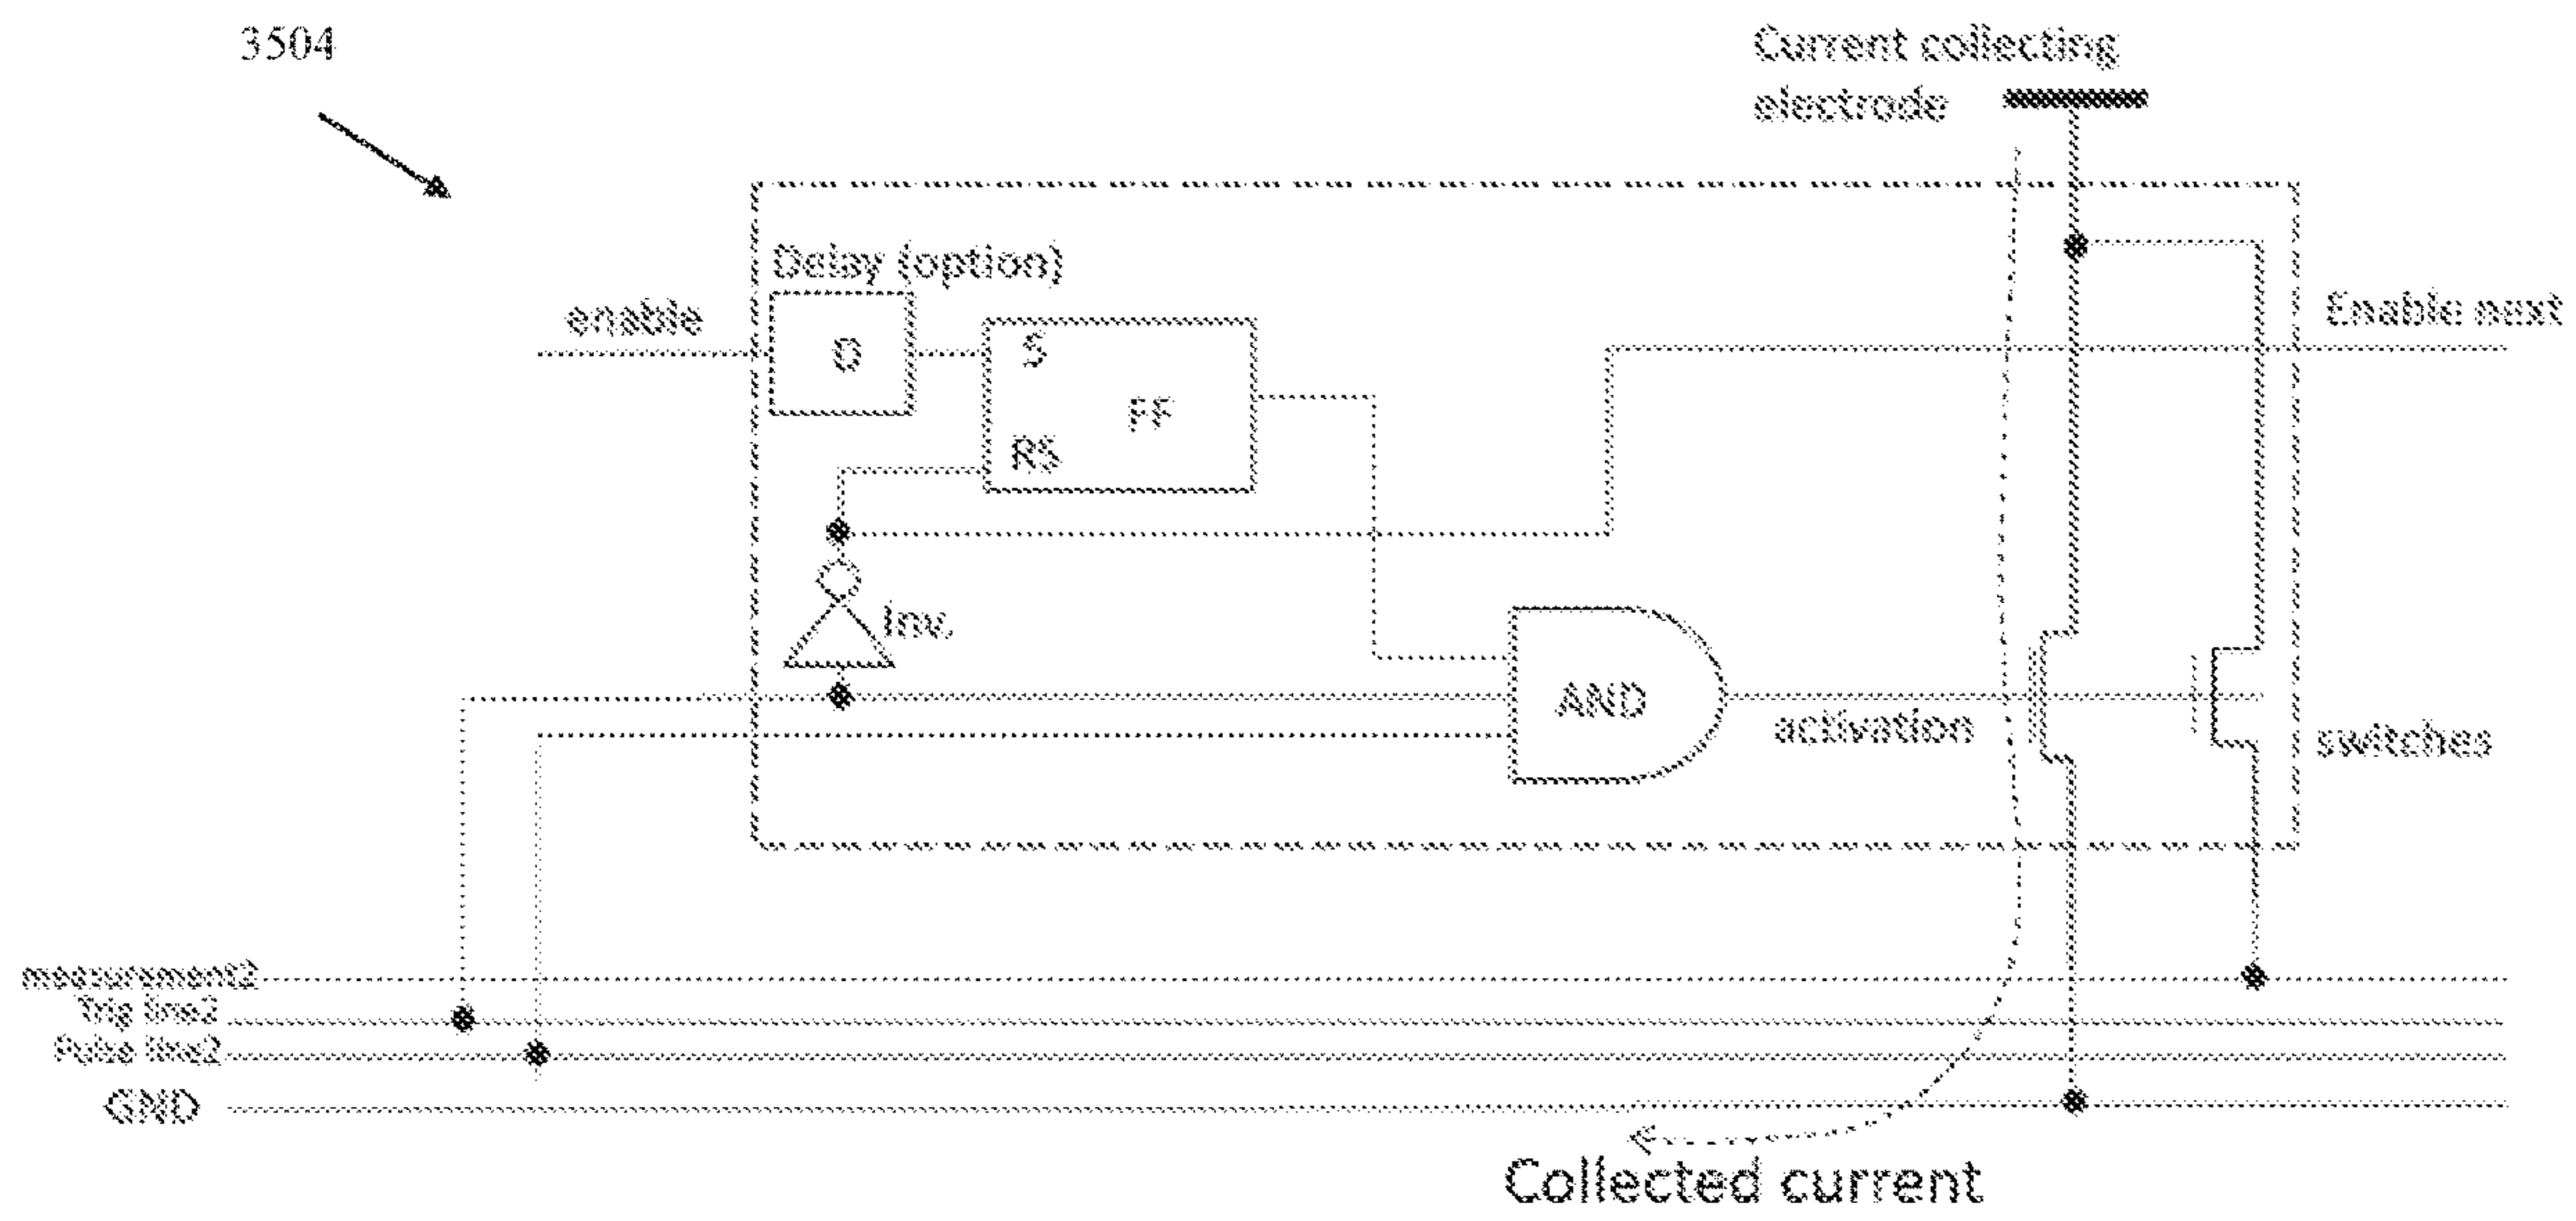 3504
Current collecting
electrode
Delay (option)
enable
D
S
FF
RS
Enable next
Inv.
AND
activation
switches
measurement2
Trig line2
Pulse line2
GND
Collected current